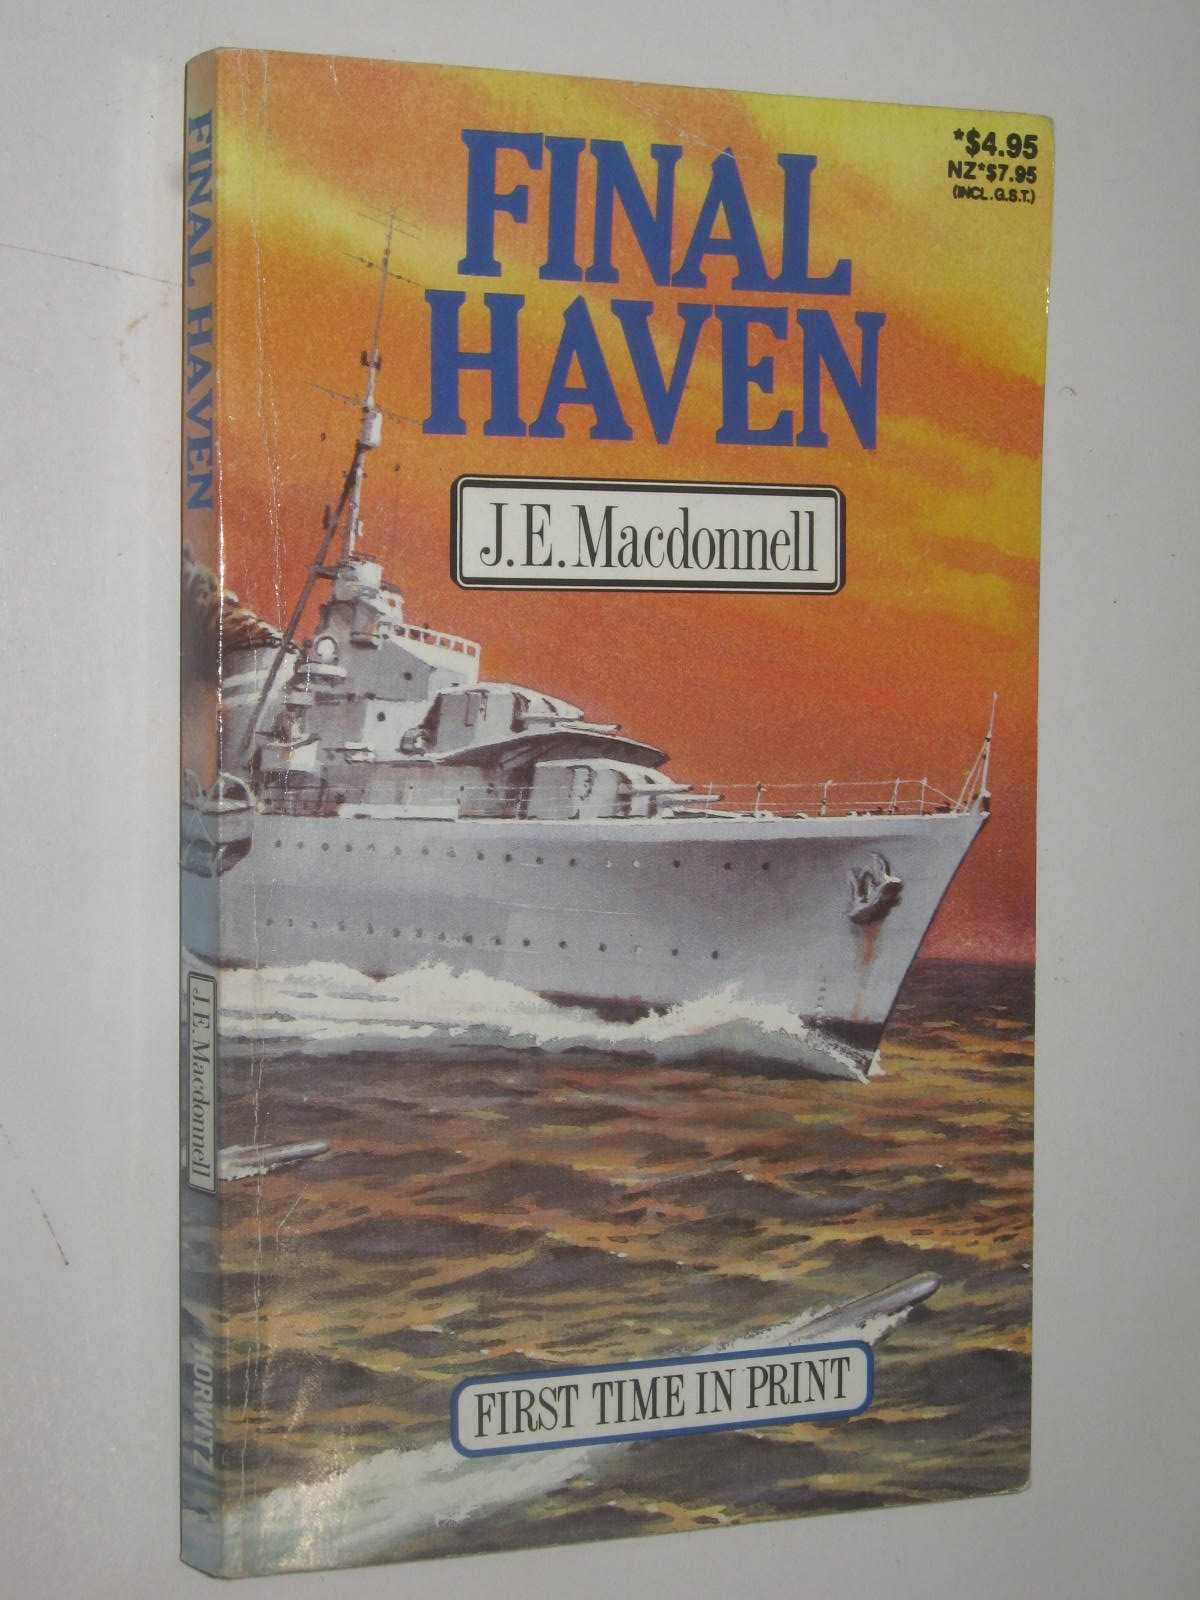 *$4.95
NZ*$7.95
(INCL.G.S.T.)
FINAL
HAVEN
J.E. Macdonnell
FIRST TIME IN PRINT
FINAL HAVEN
J.E. Macdonnell
HORWITZ